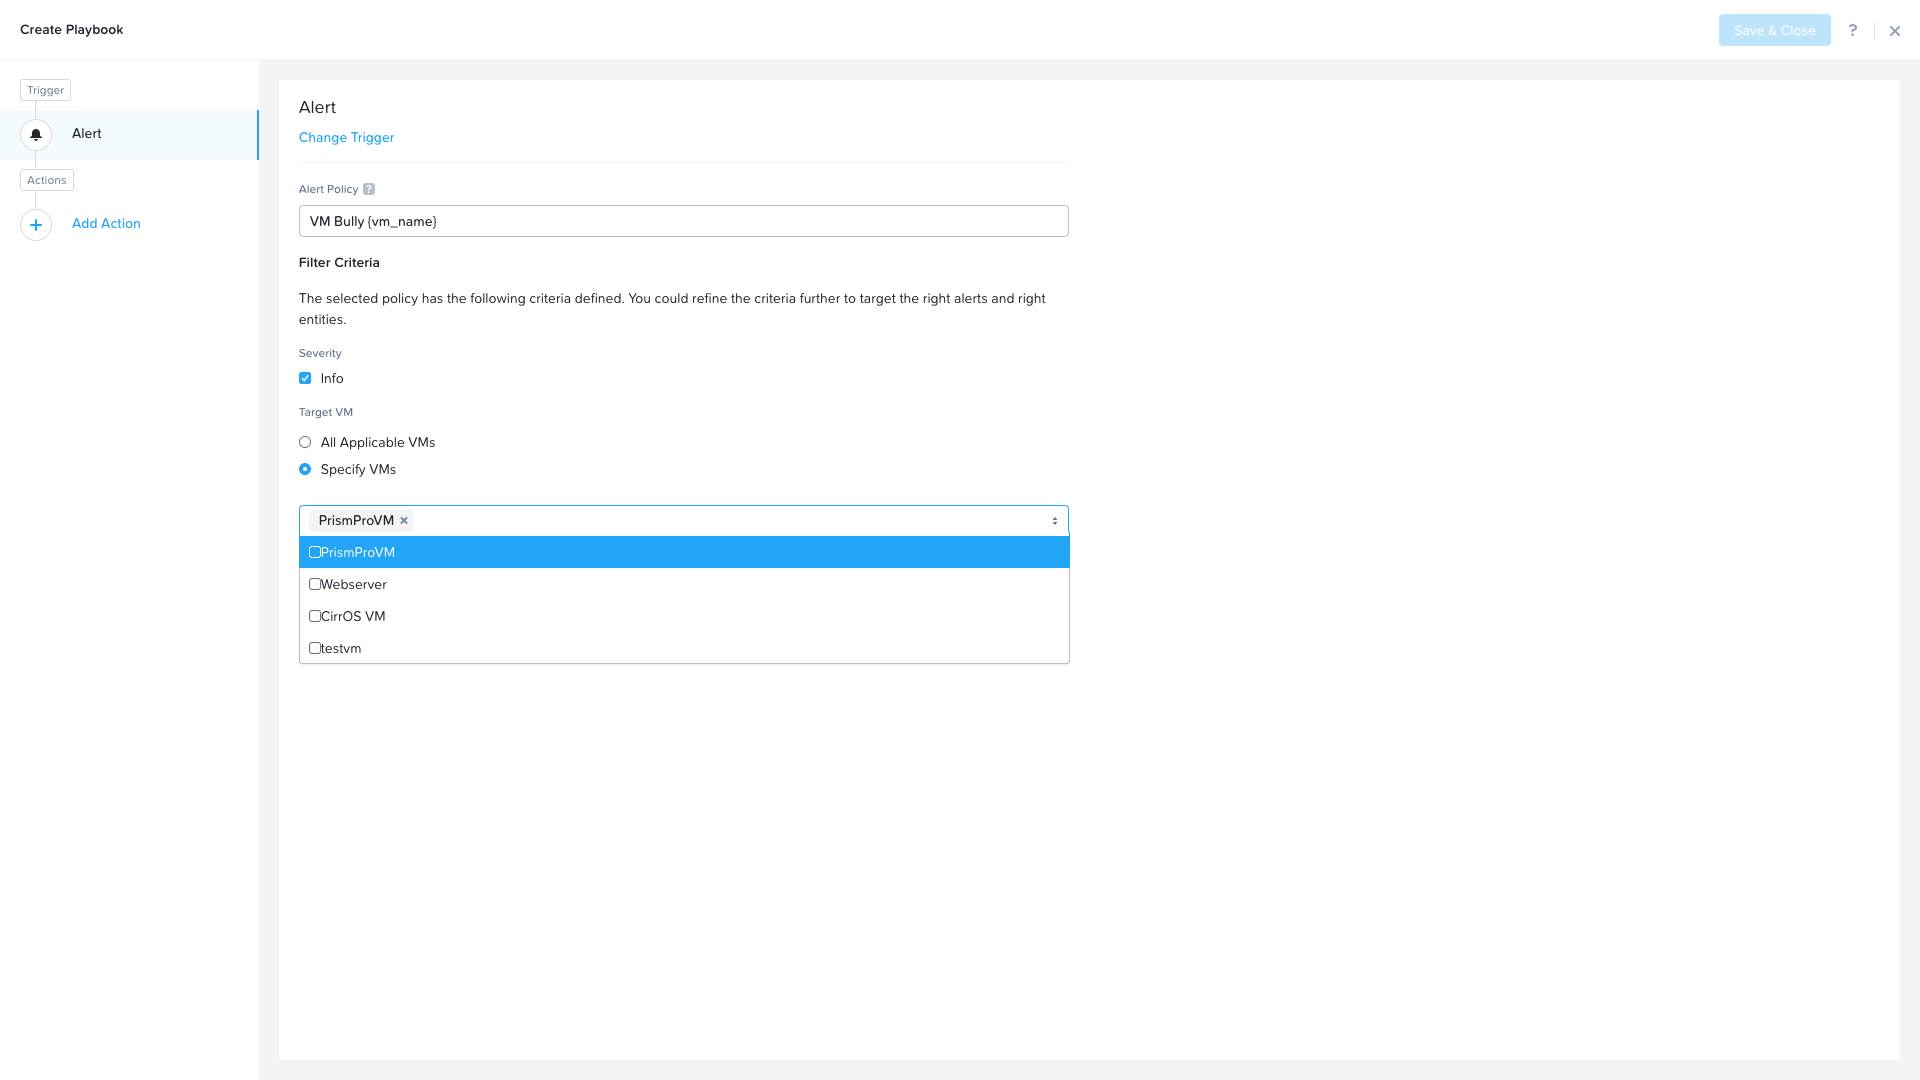 Create Playbook
Save & Close
?
Trigger
Alert
Actions
Add Action
Alert
Change Trigger
Alert Policy ?
VM Bully {vm_name}
Filter Criteria
The selected policy has the following criteria defined. You could refine the criteria further to target the right alerts and right
entities.
Severity
Info
Target VM
All Applicable VMs
Specify VMs
PrismProVM
PrismProVM
Webserver
CirrOS VM
testvm